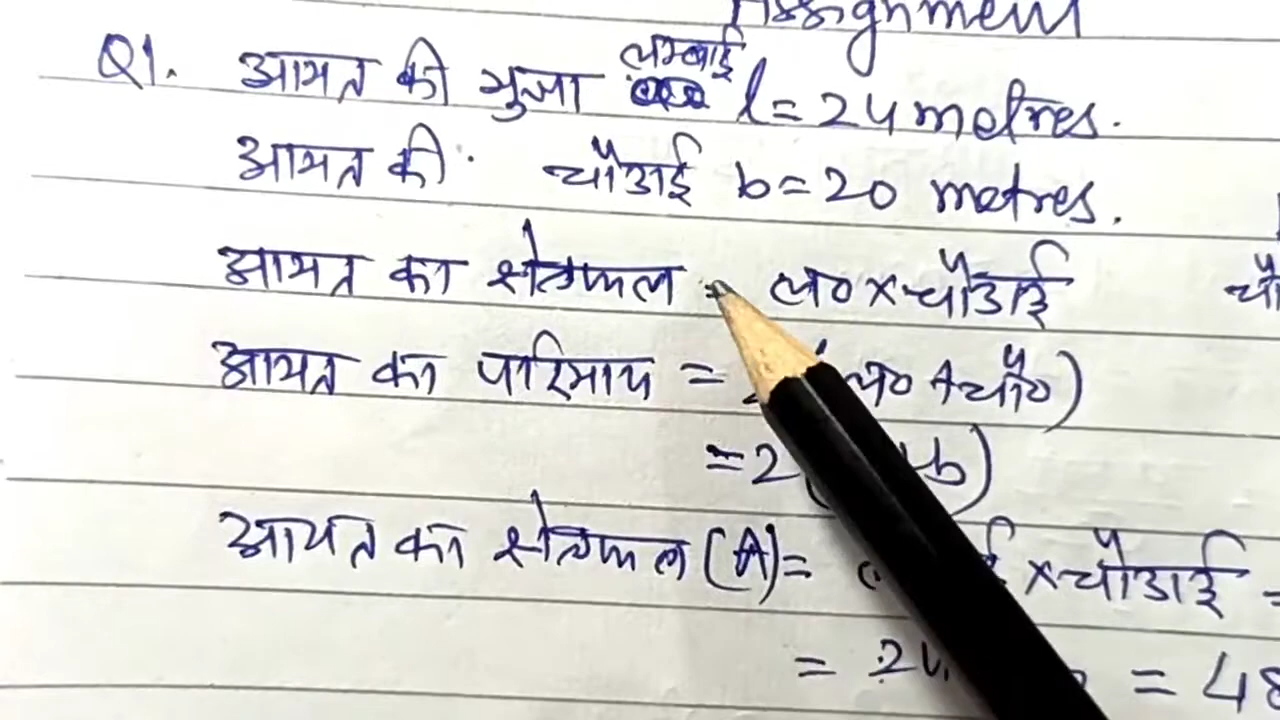 Assignment
Q1. आयत की भुजा लम्बाई l = 24 metres.
आयत की चौडाई b = 20 metres.
आयत का क्षेत्रफल = ल० × चौडाई
आयत का परिमाप = (ल० + चौ०)
= 2 b)
आयत का क्षेत्रफल (A) = × चौडाई =
= 24 = 48